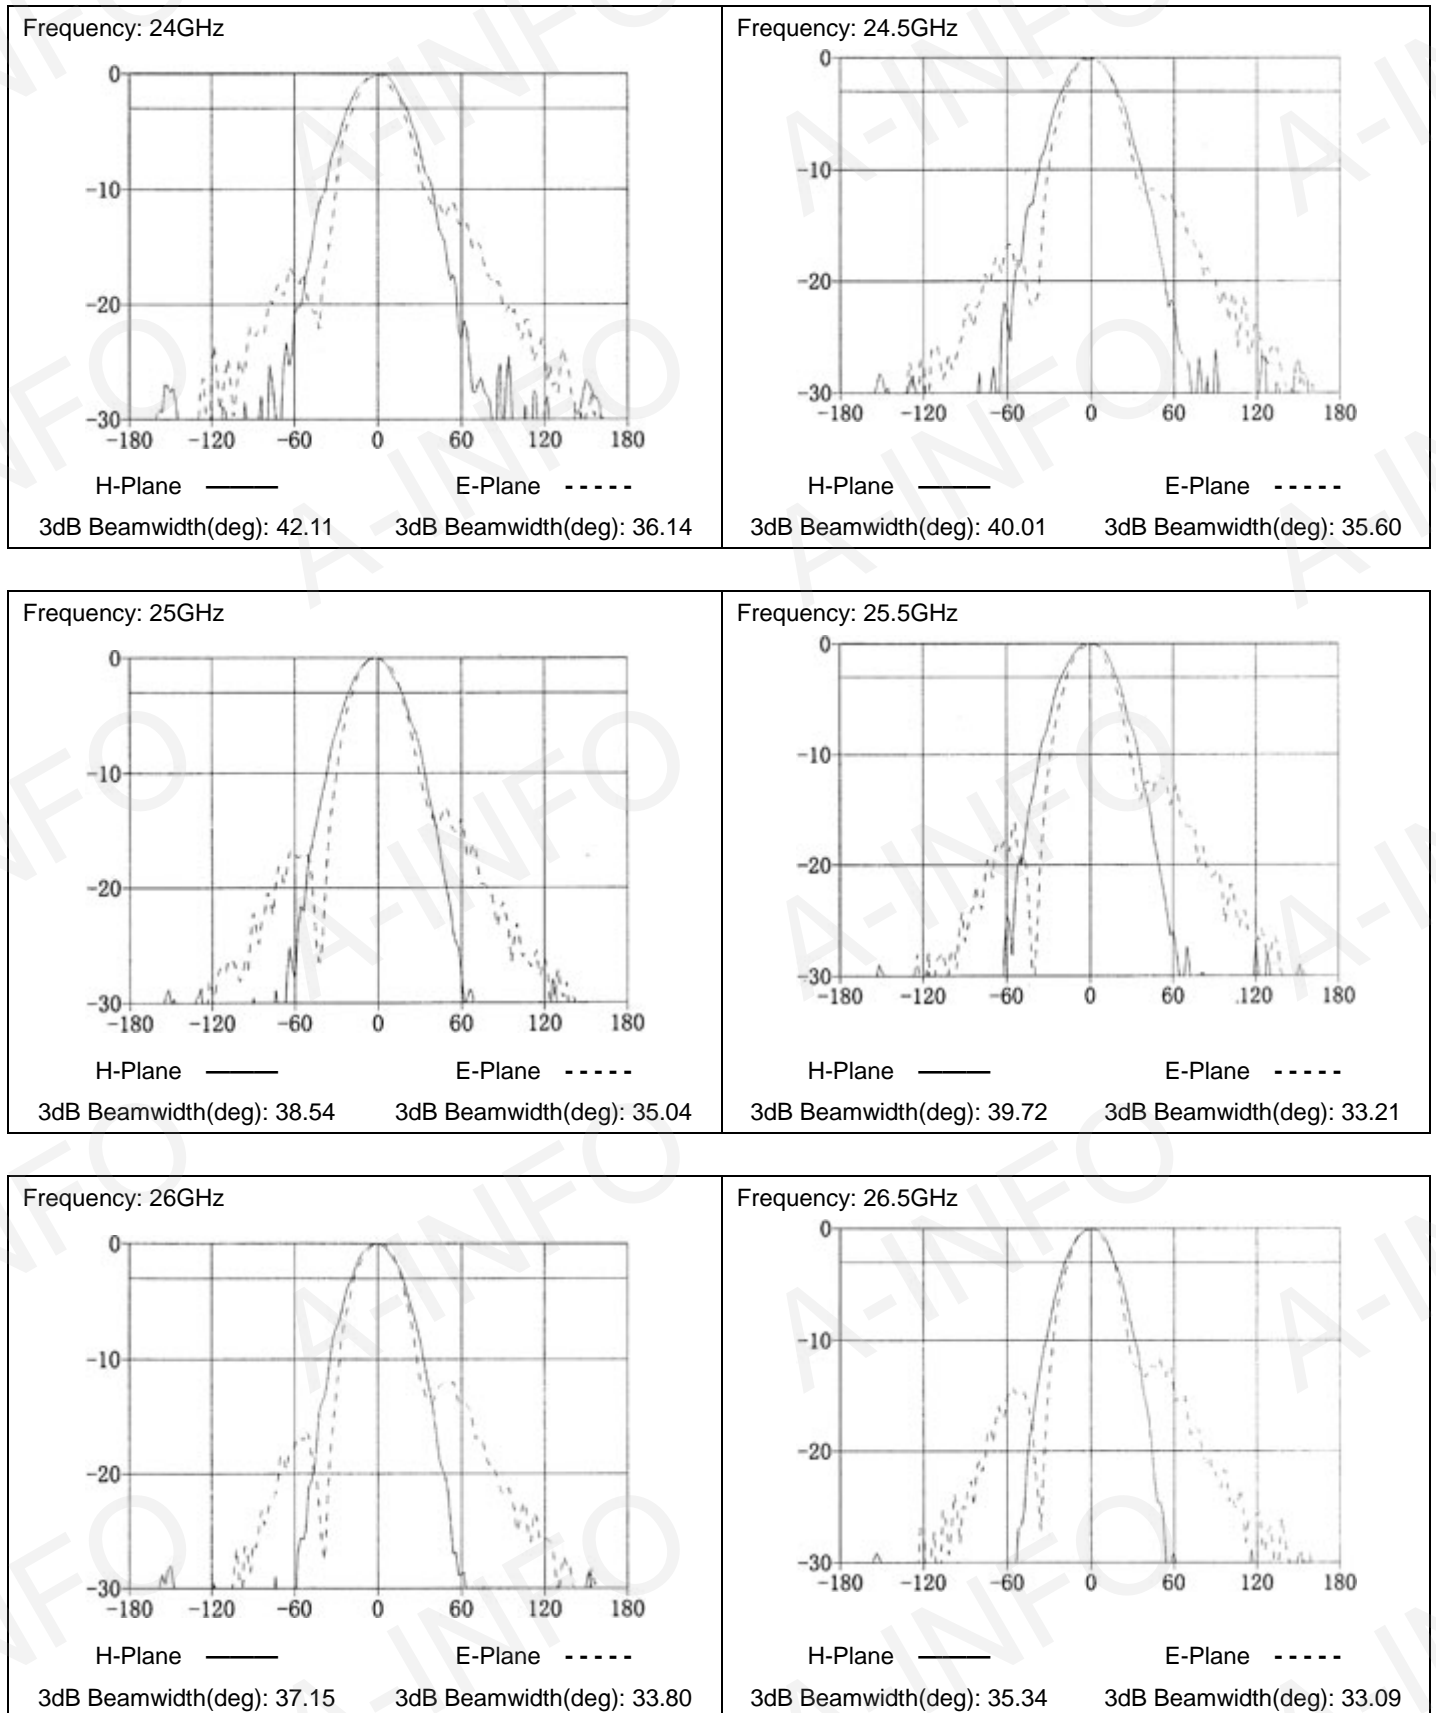 Frequency: 24GHz
0
-10
-20
-30
-180 -120 -60 0 60 120 180
H-Plane E-Plane
3dB Beamwidth(deg): 42.11 3dB Beamwidth(deg): 36.14
Frequency: 24.5GHz
0
-10
-20
-30
-180 -120 -60 0 60 120 180
H-Plane E-Plane
3dB Beamwidth(deg): 40.01 3dB Beamwidth(deg): 35.60
Frequency: 25GHz
0
-10
-20
-30
-180 -120 -60 0 60 120 180
H-Plane E-Plane
3dB Beamwidth(deg): 38.54 3dB Beamwidth(deg): 35.04
Frequency: 25.5GHz
0
-10
-20
-30
-180 -120 -60 0 60 .120 180
H-Plane E-Plane
3dB Beamwidth(deg): 39.72 3dB Beamwidth(deg): 33.21
Frequency: 26GHz
0
-10
-20
-30
-180 -120 -60 0 60 120 180
H-Plane E-Plane
3dB Beamwidth(deg): 37.15 3dB Beamwidth(deg): 33.80
Frequency: 26.5GHz
0
-10
-20
-30
-180 -120 -60 0 60 120 180
H-Plane E-Plane
3dB Beamwidth(deg): 35.34 3dB Beamwidth(deg): 33.09
A-INFO